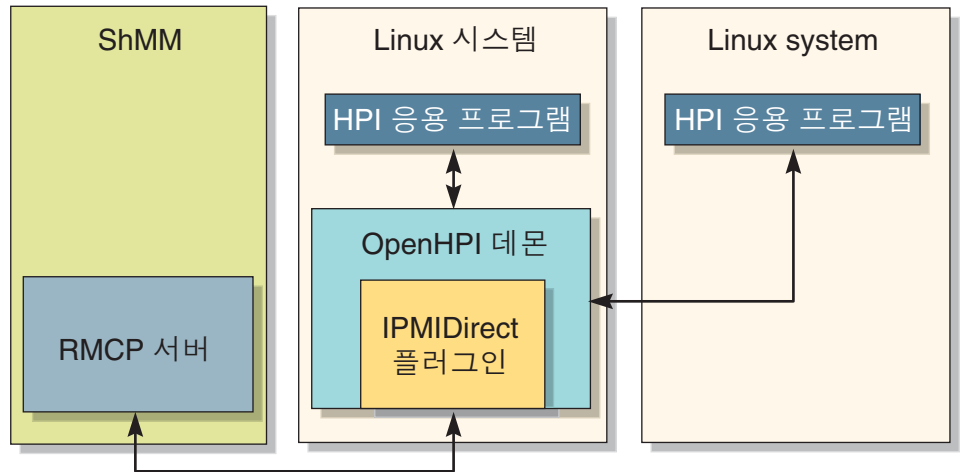 ShMM
RMCP 서버
Linux 시스템
HPI 응용 프로그램
OpenHPI 데몬
IPMIDirect
플러그인
Linux system
HPI 응용 프로그램